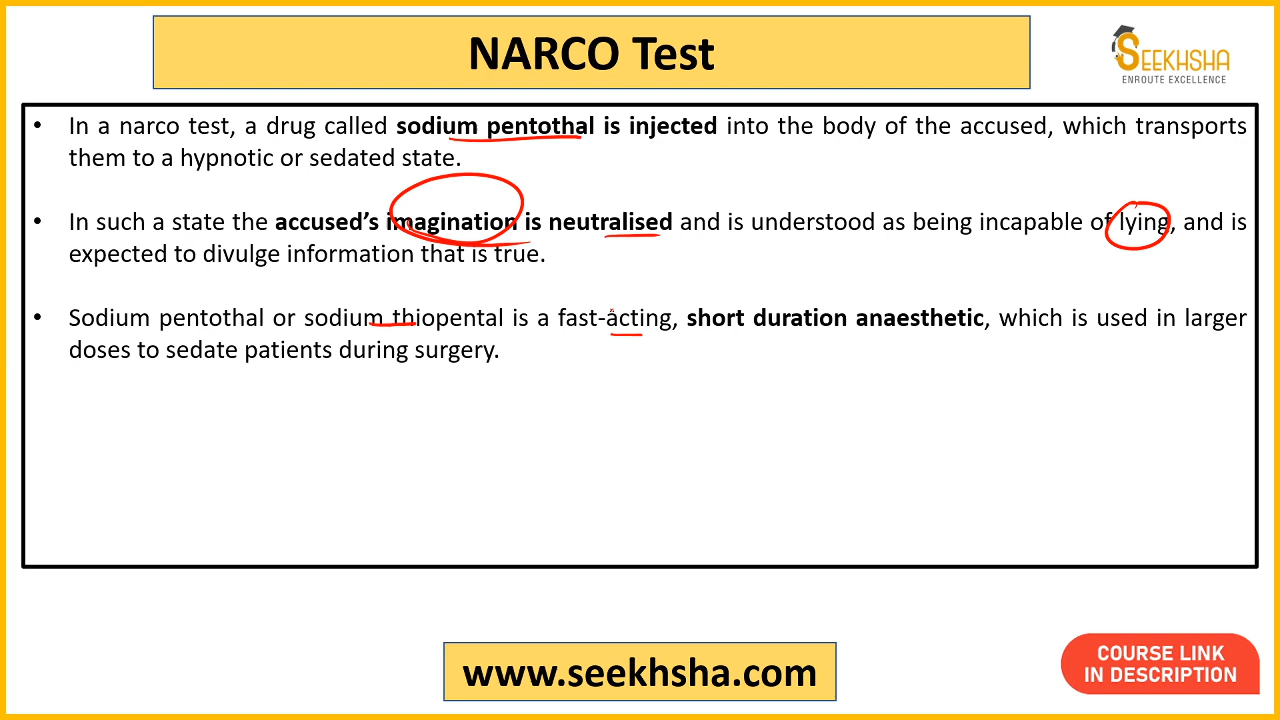 NARCO Test
SEEKHSHA
ENROUTE EXCELLENCE
• In a narco test, a drug called sodium pentothal is injected into the body of the accused, which transports
them to a hypnotic or sedated state.
• In such a state the accused’s imagination is neutralised and is understood as being incapable of lying, and is
expected to divulge information that is true.
• Sodium pentothal or sodium thiopental is a fast-acting, short duration anaesthetic, which is used in larger
doses to sedate patients during surgery.
www.seekhsha.com
COURSE LINK
IN DESCRIPTION